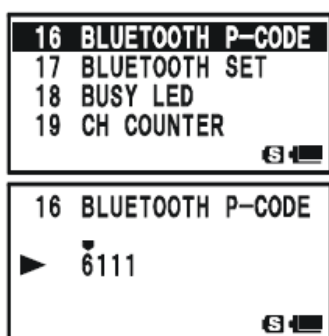 16 BLUETOOTH P-CODE
17 BLUETOOTH SET
18 BUSY LED
19 CH COUNTER
S
16 BLUETOOTH P-CODE
6111
S